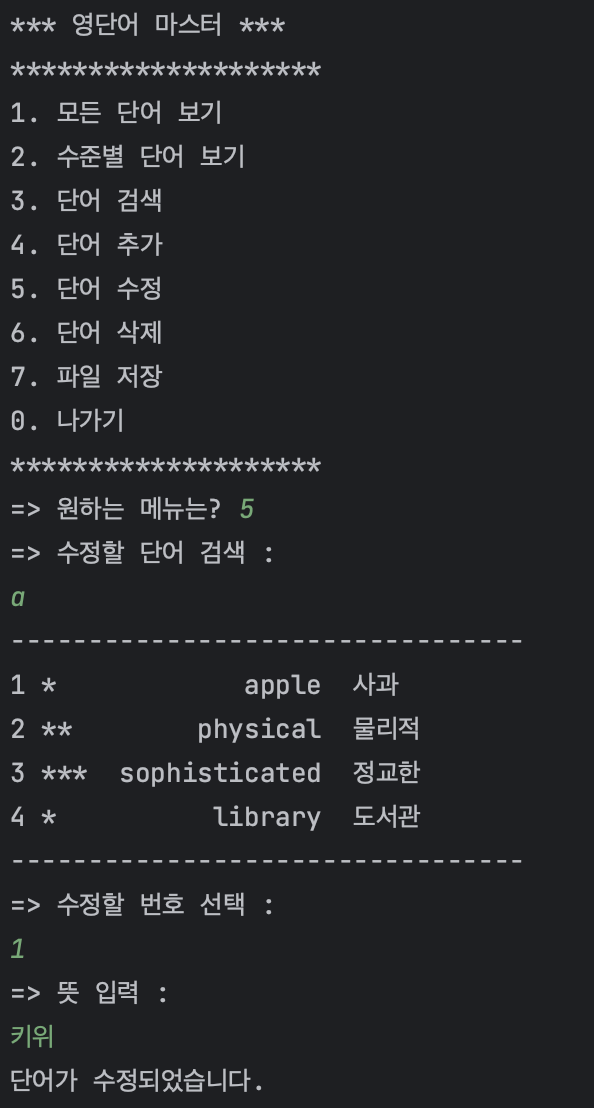 *** 영단어 마스터 ***
********************
1. 모든 단어 보기
2. 수준별 단어 보기
3. 단어 검색
4. 단어 추가
5. 단어 수정
6. 단어 삭제
7. 파일 저장
0. 나가기
********************
=> 원하는 메뉴는? 5
=> 수정할 단어 검색 :
a
---------------------------------
1 *            apple  사과
2 **        physical  물리적
3 ***  sophisticated  정교한
4 *          library  도서관
---------------------------------
=> 수정할 번호 선택 :
1
=> 뜻 입력 :
키위
단어가 수정되었습니다.